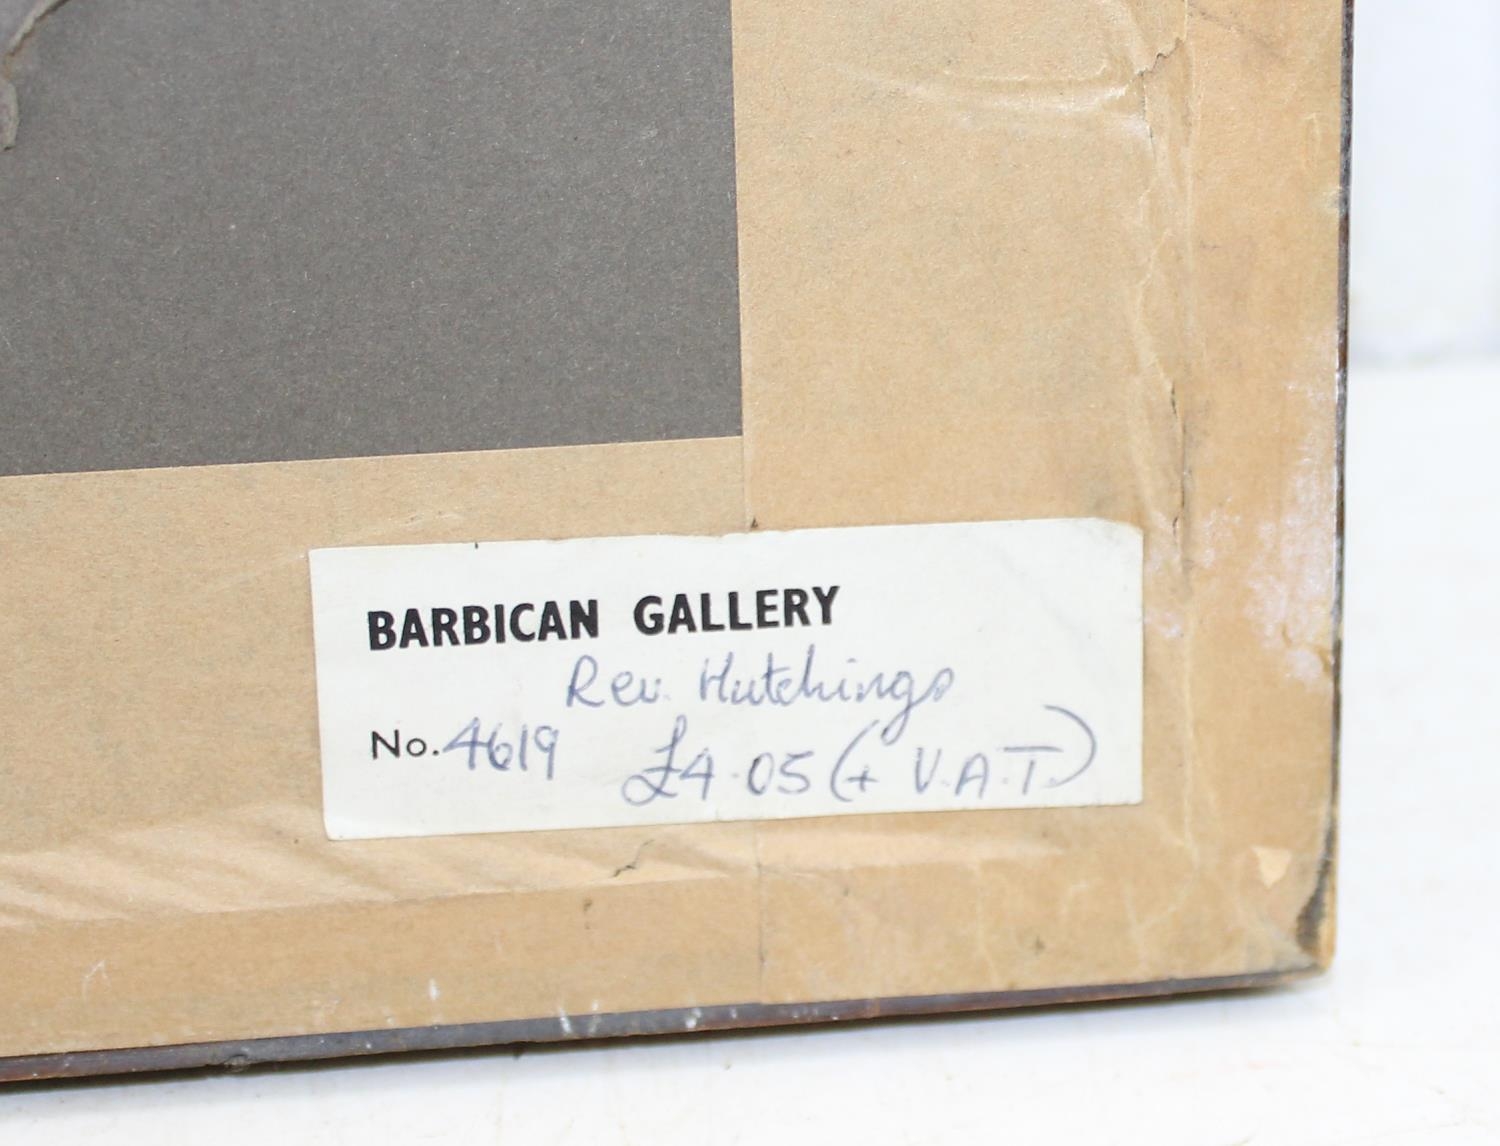 BARBICAN GALLERY
Rev. Hutchings
No. 4619 £4.05 (+ V.A.T.)